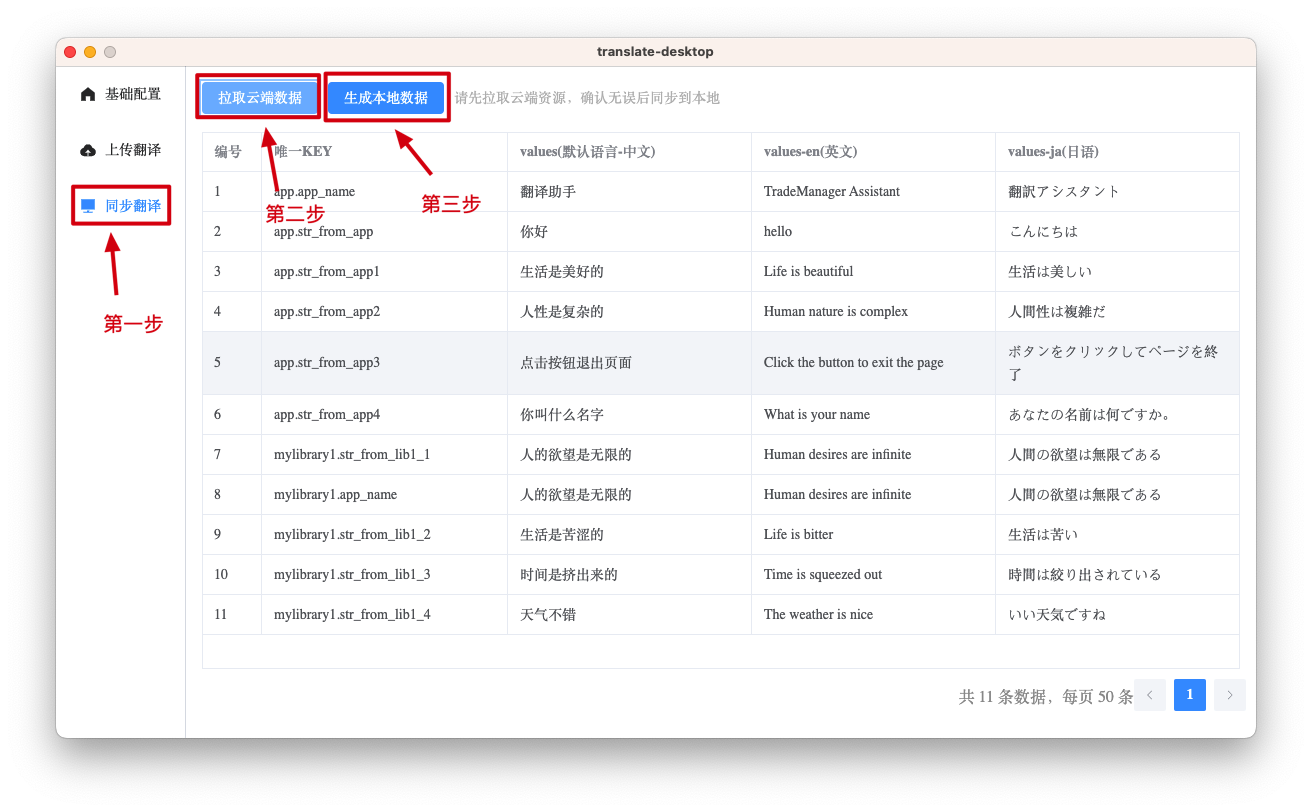 translate-desktop
基础配置
上传翻译
同步翻译
第一步
拉取云端数据
生成本地数据
请先拉取云端资源，确认无误后同步到本地
第二步
第三步
编号 唯一KEY values(默认语言-中文) values-en(英文) values-ja(日语)
1 app.app_name 翻译助手 TradeManager Assistant 翻訳アシスタント
2 app.str_from_app 你好 hello こんにちは
3 app.str_from_app1 生活是美好的 Life is beautiful 生活は美しい
4 app.str_from_app2 人性是复杂的 Human nature is complex 人間性は複雑だ
5 app.str_from_app3 点击按钮退出页面 Click the button to exit the page ボタンをクリックしてページを終
了
6 app.str_from_app4 你叫什么名字 What is your name あなたの名前は何ですか。
7 mylibrary1.str_from_lib1_1 人的欲望是无限的 Human desires are infinite 人間の欲望は無限である
8 mylibrary1.app_name 人的欲望是无限的 Human desires are infinite 人間の欲望は無限である
9 mylibrary1.str_from_lib1_2 生活是苦涩的 Life is bitter 生活は苦い
10 mylibrary1.str_from_lib1_3 时间是挤出来的 Time is squeezed out 時間は絞り出されている
11 mylibrary1.str_from_lib1_4 天气不错 The weather is nice いい天気ですね
共 11 条数据，每页 50 条
1